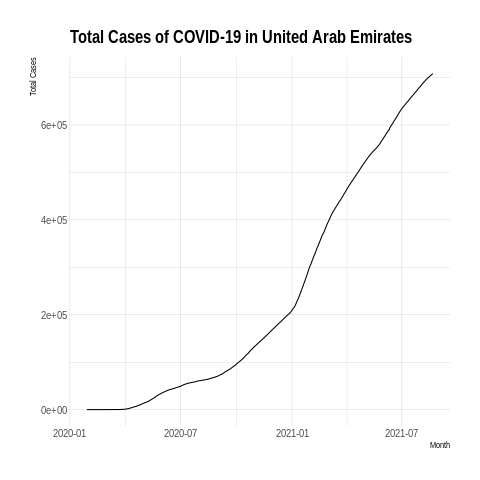 Total Cases of COVID-19 in United Arab Emirates
Total Cases
6e+05
4e+05
2e+05
0e+00
2020-01 2020-07 2021-01 2021-07
Month